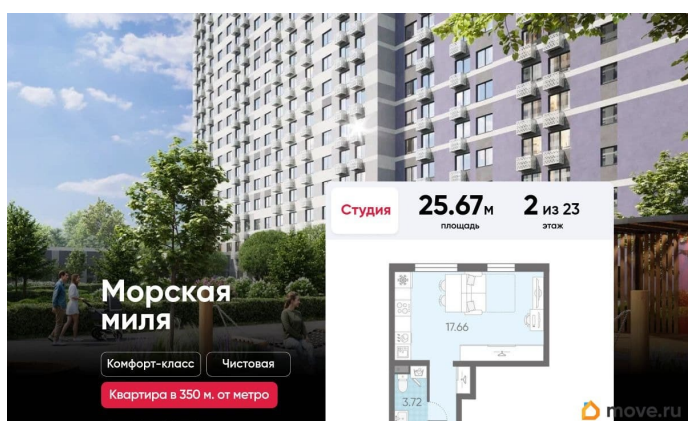 Студия
25.67м
площадь
2 из 23
этаж
Морская
миля
Комфорт-класс
Чистовая
Квартира в 350 м. от метро
17.66
3.72
move.ru